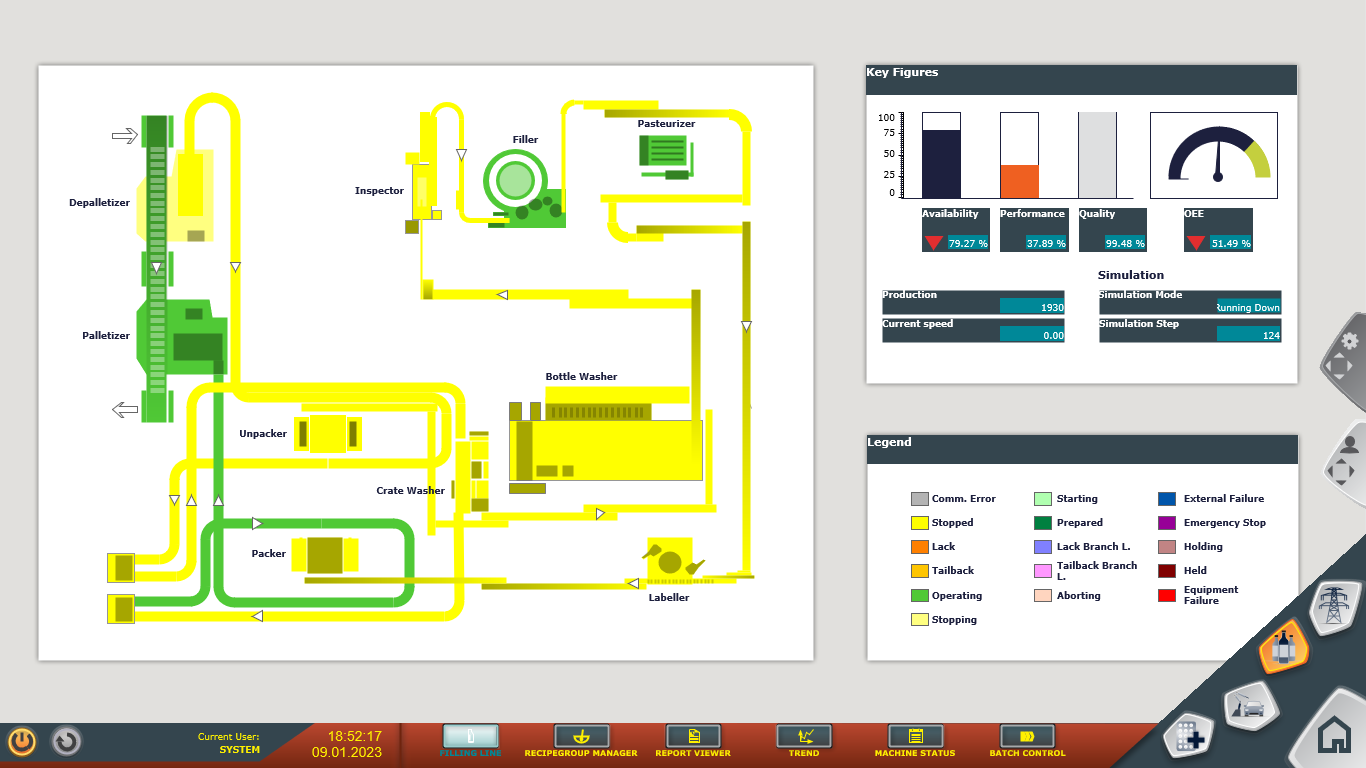 Key Figures
100
75
50
25
0
Availability
79.27 %
Performance
37.89 %
Quality
99.48 %
OEE
51.49 %
Simulation
Production
1930
Current speed
0.00
Simulation Mode
Running Down
Simulation Step
124
Filler
Pasteurizer
Inspector
Depalletizer
Palletizer
Bottle Washer
Unpacker
Crate Washer
Packer
Labeller
Legend
Comm. Error
Starting
External Failure
Stopped
Prepared
Emergency Stop
Lack
Lack Branch L.
Holding
Tailback
Tailback Branch
L.
Held
Operating
Aborting
Equipment
Failure
Stopping
Current User:
SYSTEM
18:52:17
09.01.2023
FILLING LINE
RECIPEGROUP MANAGER
REPORT VIEWER
TREND
MACHINE STATUS
BATCH CONTROL